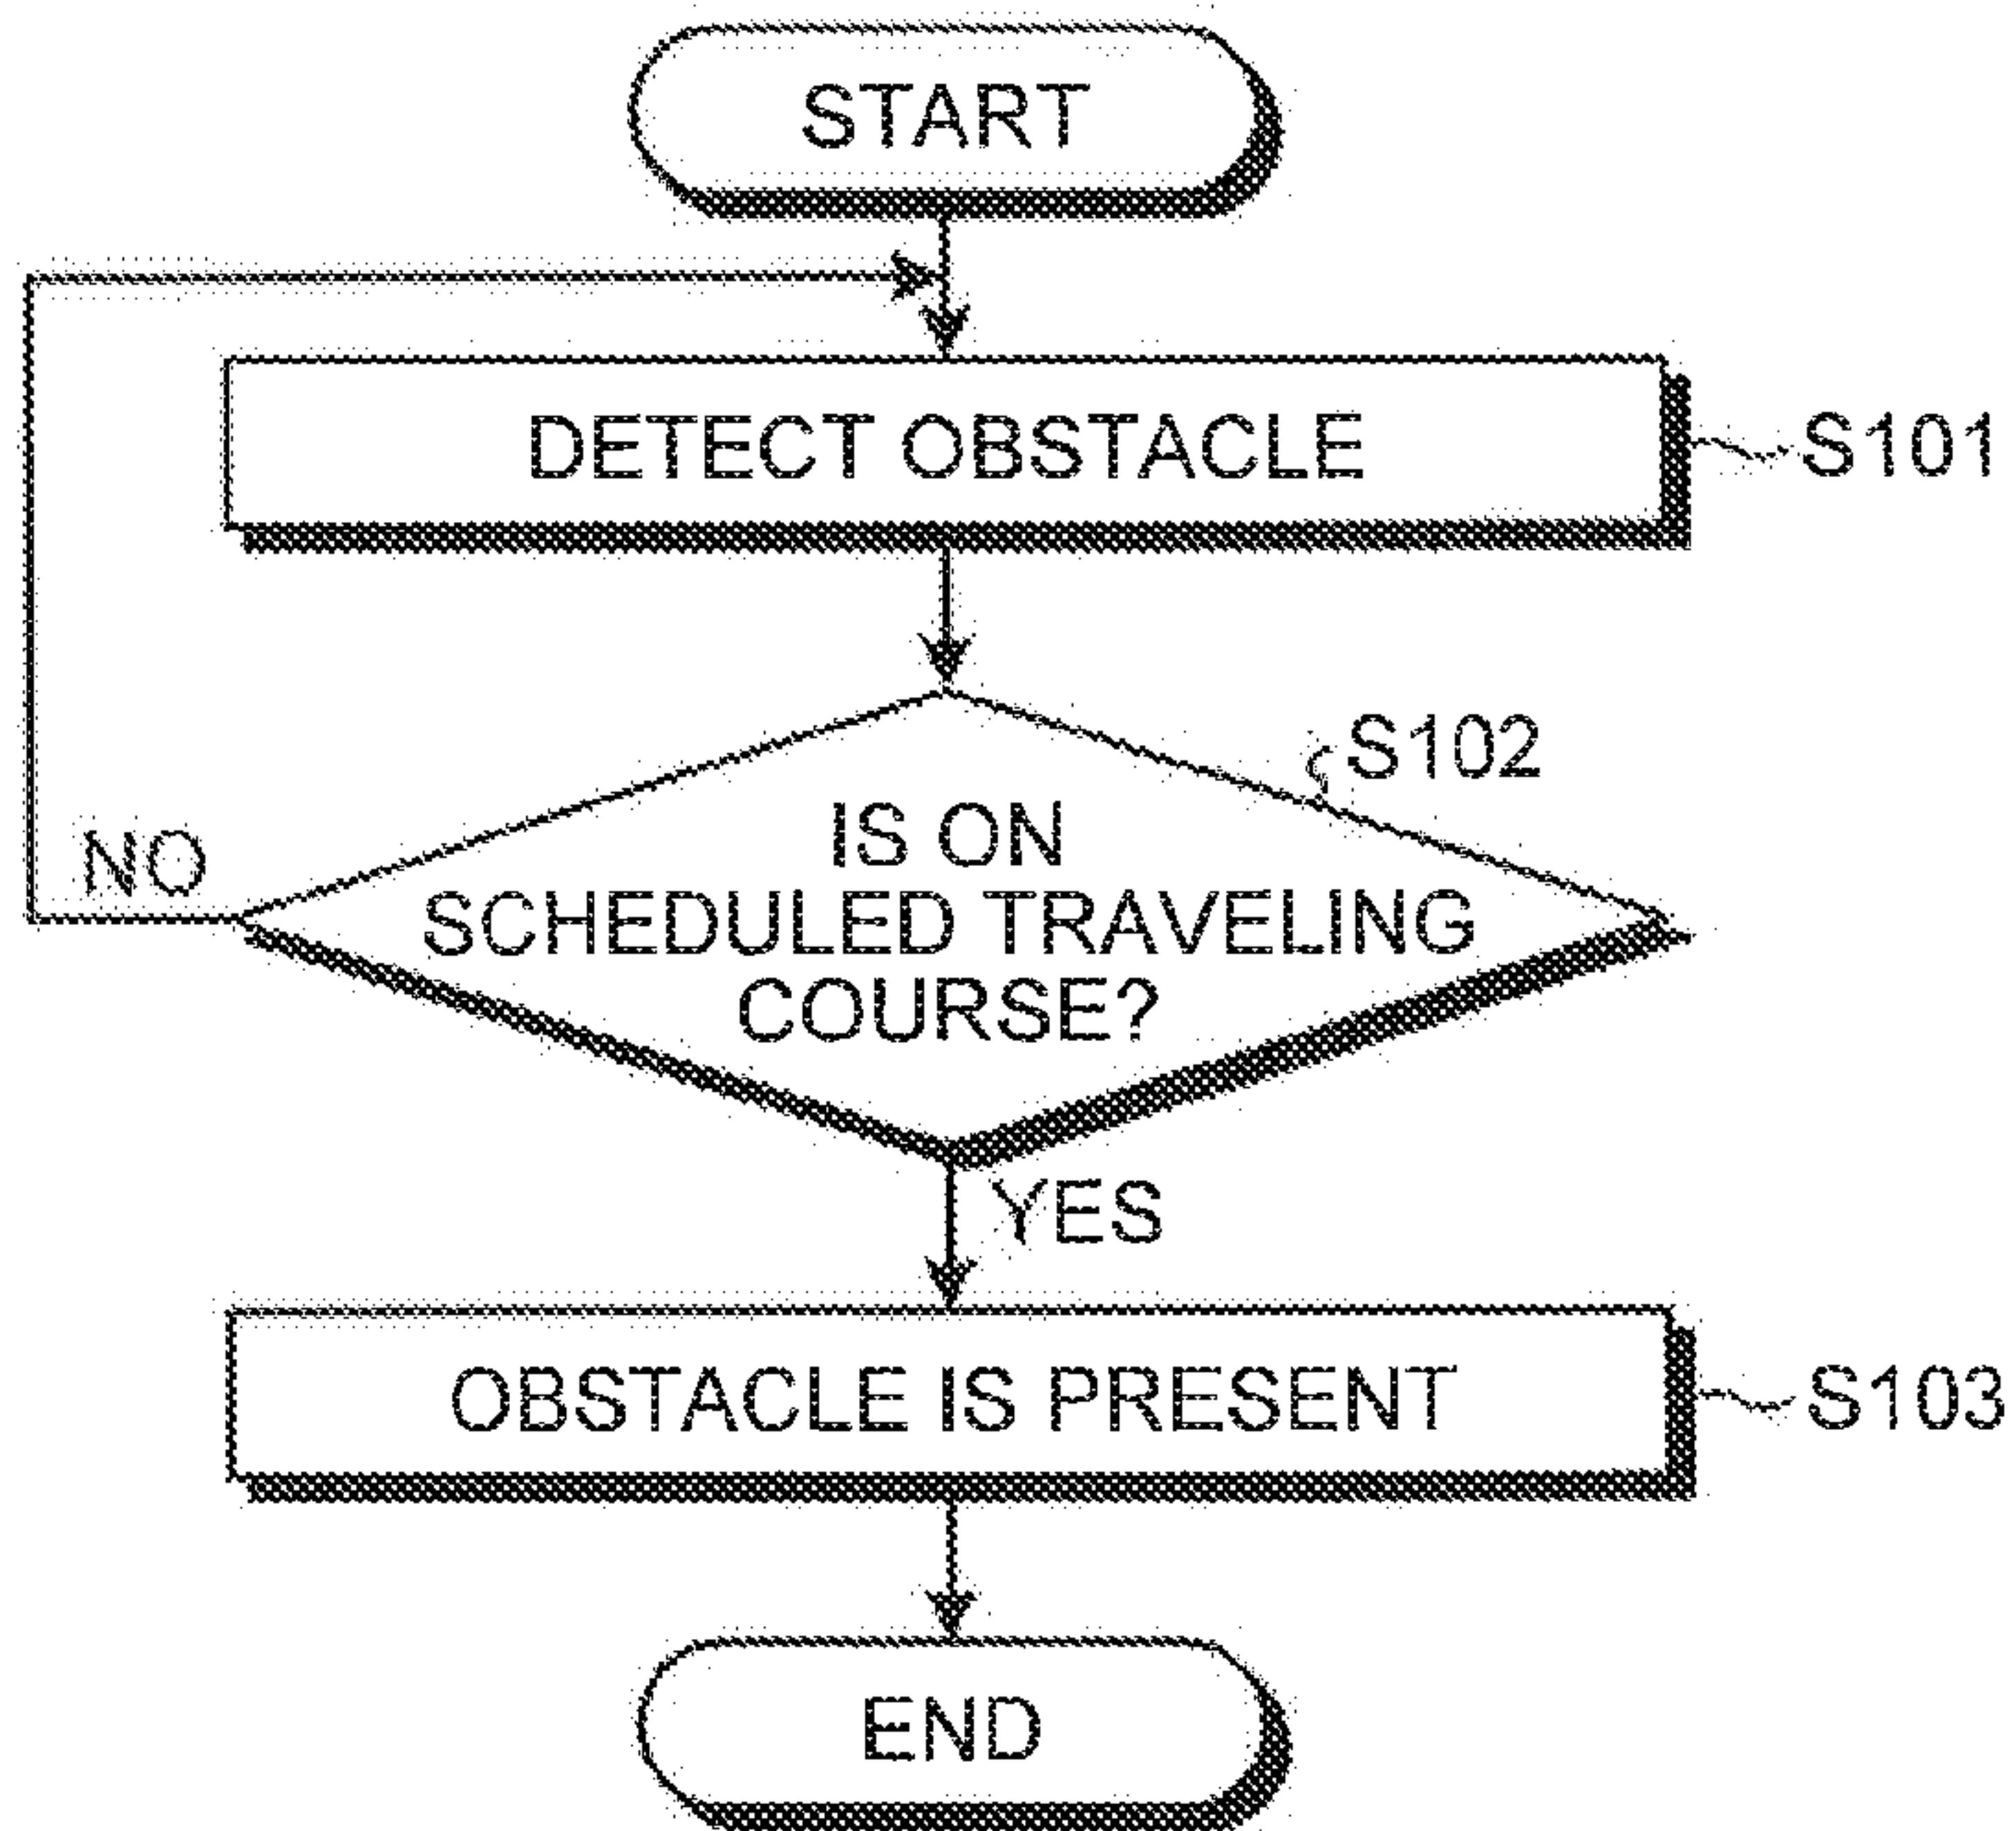 START
DETECT OBSTACLE
S101
S102
IS ON
SCHEDULED TRAVELING
COURSE?
NO
YES
OBSTACLE IS PRESENT
S103
END